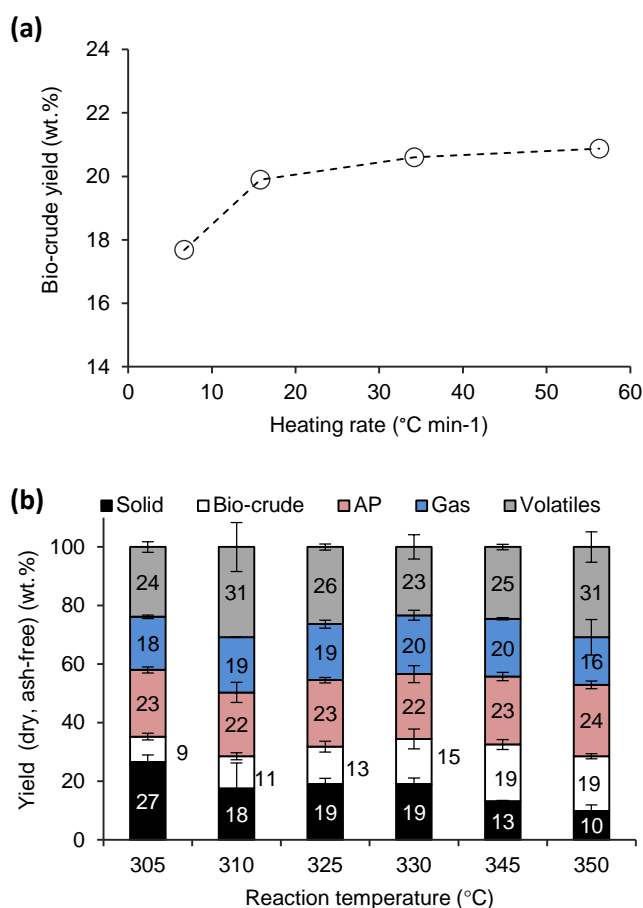 (a)
24
22
20
18
16
14
Bio-crude yield (wt.%)
0 10 20 30 40 50 60
Heating rate (°C min-1)
(b)
Solid Bio-crude AP Gas Volatiles
100
80
60
40
20
0
Yield (dry, ash-free) (wt.%)
24 31 26 23 25 31
18 19 19 20 20 16
23 22 23 22 23 24
9 11 13 15 19 19
27 18 19 19 13 10
305 310 325 330 345 350
Reaction temperature (°C)